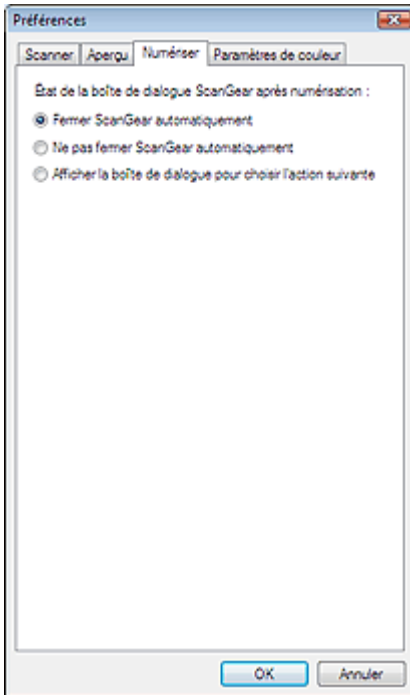 Préférences
Scanner Aperçu Numériser Paramètres de couleur
État de la boîte de dialogue ScanGear après numérisation :
Fermer ScanGear automatiquement
Ne pas fermer ScanGear automatiquement
Afficher la boîte de dialogue pour choisir l'action suivante
OK Annuler